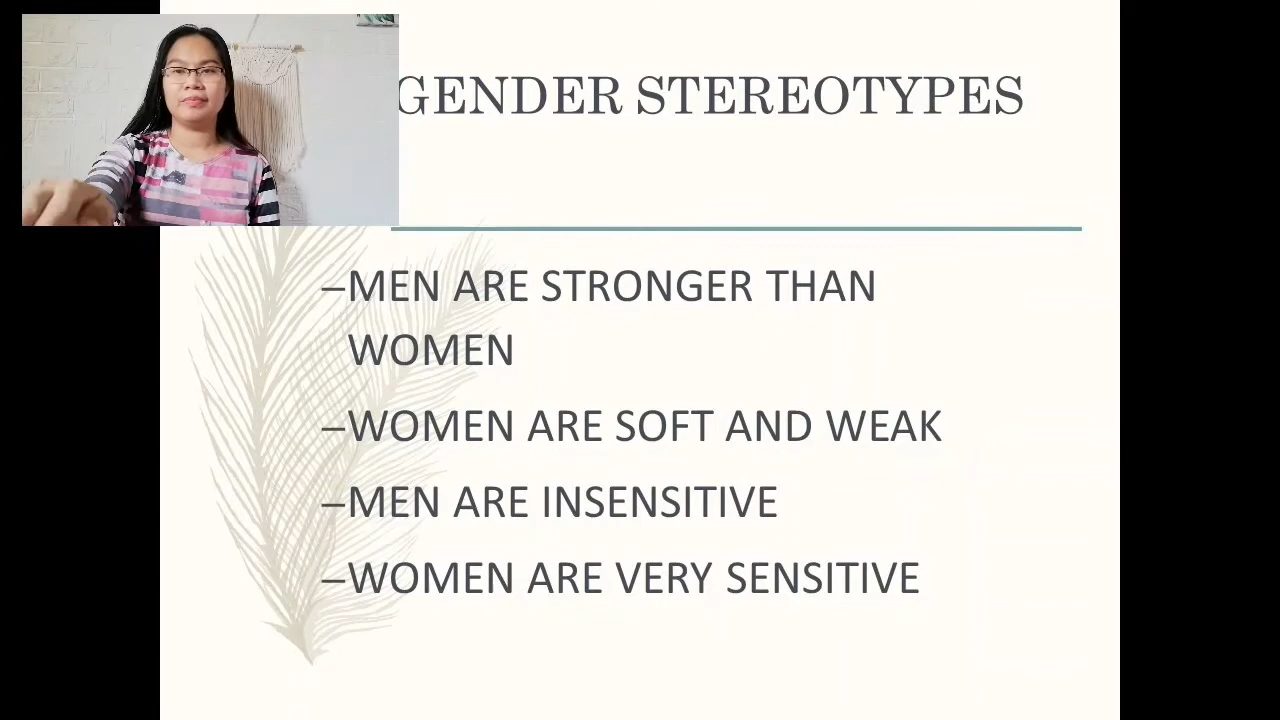 GENDER STEREOTYPES
–MEN ARE STRONGER THAN
WOMEN
–WOMEN ARE SOFT AND WEAK
–MEN ARE INSENSITIVE
–WOMEN ARE VERY SENSITIVE